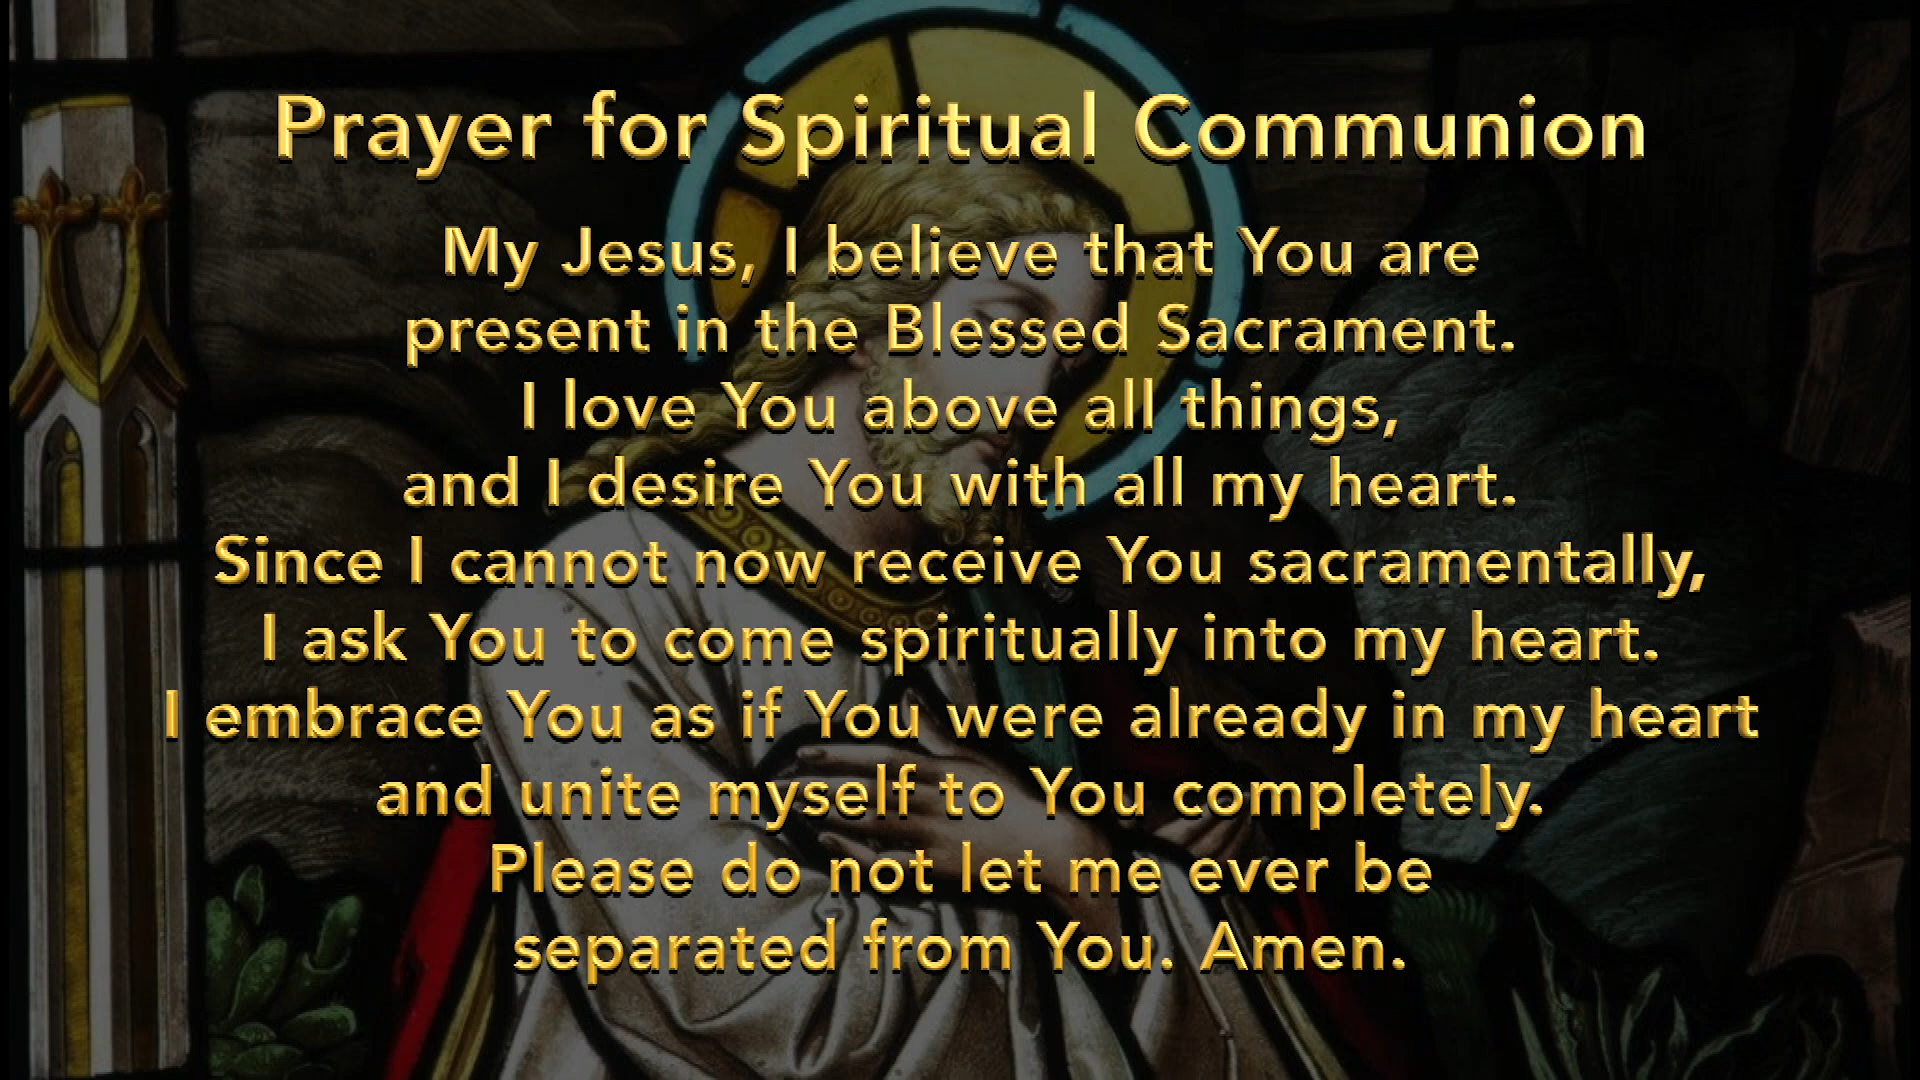 Prayer for Spiritual Communion
My Jesus, I believe that You are
present in the Blessed Sacrament.
I love You above all things,
and I desire You with all my heart.
Since I cannot now receive You sacramentally,
I ask You to come spiritually into my heart.
I embrace You as if You were already in my heart
and unite myself to You completely.
Please do not let me ever be
separated from You. Amen.